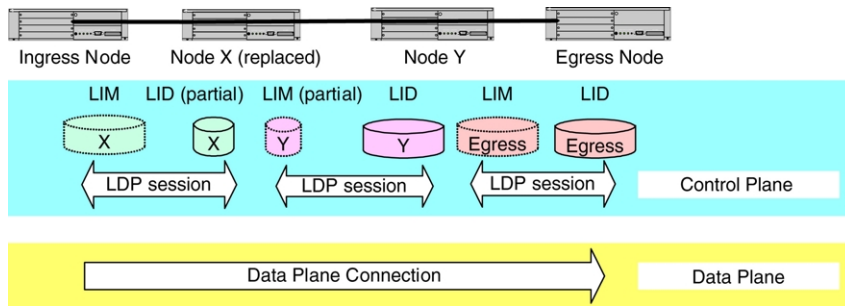 Ingress Node Node X (replaced) Node Y Egress Node
LIM LID (partial) LIM (partial) LID LIM LID
X X Y Y Egress Egress
LDP session LDP session LDP session Control Plane
Data Plane Connection Data Plane